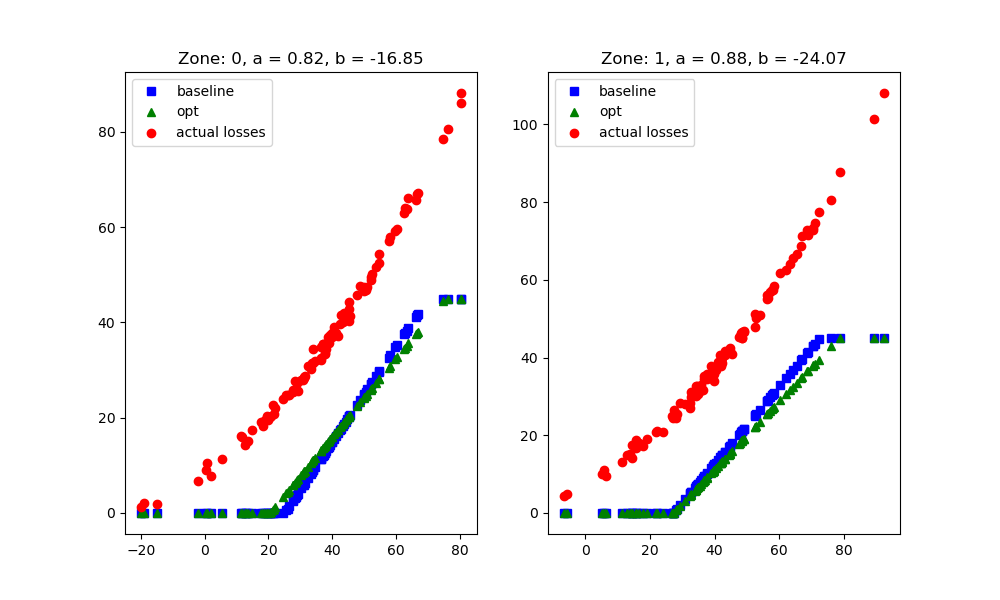 Zone: 0, a = 0.82, b = -16.85
baseline
opt
actual losses
80
60
40
20
0
−20
0
20
40
60
80
Zone: 1, a = 0.88, b = -24.07
baseline
opt
actual losses
100
80
60
40
20
0
0
20
40
60
80